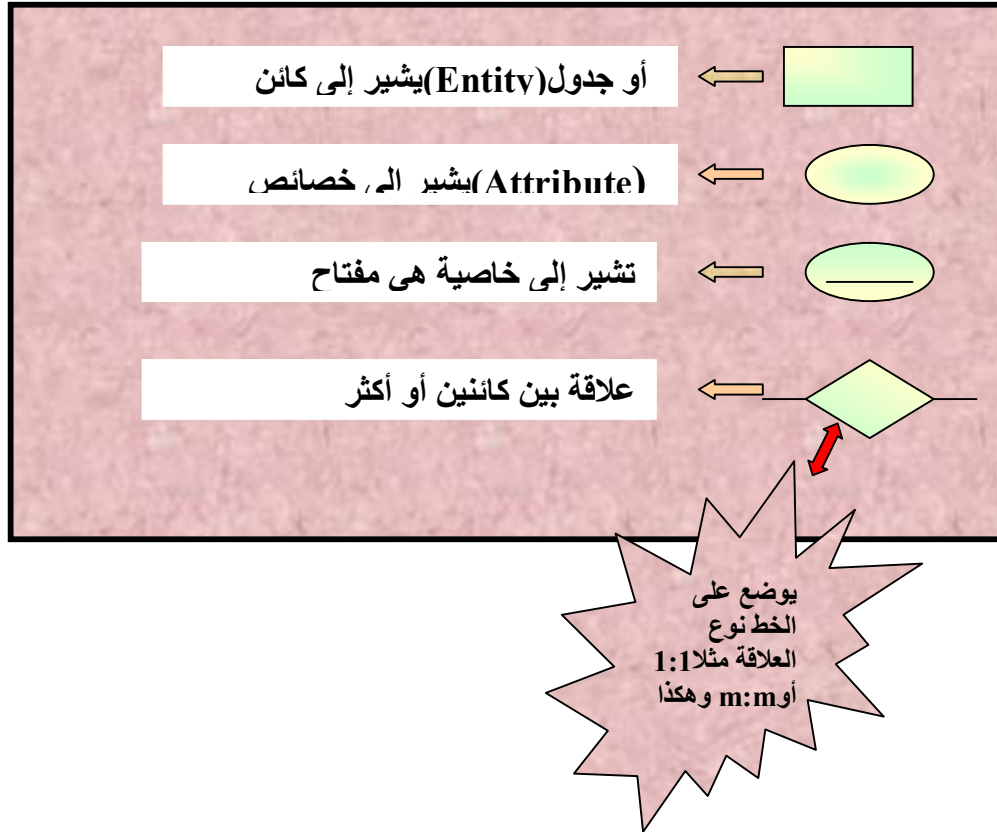 يشير إلى كائن(Entity)أو جدول
يشير إلى خصائص(Attribute)
تشير إلى خاصية هي مفتاح
علاقة بين كائنين أو أكثر
يوضع على
الخط نوع
العلاقة مثلا1:1
أوm:m وهكذا